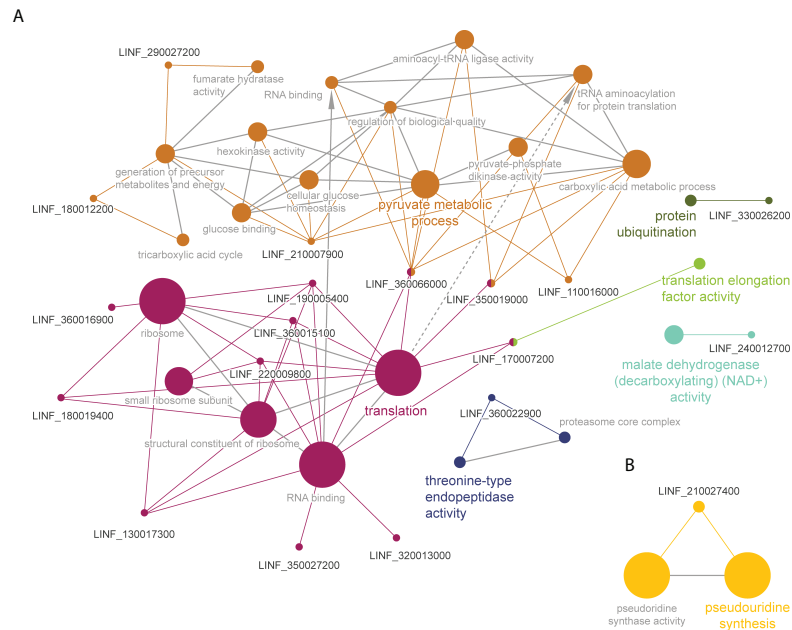 A
LINF_290027200
fumarate hydratase
activity
aminoacyl-tRNA ligase activity
RNA binding
tRNA aminoacylation
for protein translation
regulation of biological quality
hexokinase activity
generation of precursor
metabolites and energy
pyruvate-phosphate
dikinase activity
carboxylic acid metabolic process
cellular glucose
homeostasis
pyruvate metabolic
process
LINF_180012200
glucose binding
tricarboxylic acid cycle
LINF_210007900
protein
ubiquitination
LINF_330026200
LINF_360066000
LINF_350019000
LINF_110016000
translation elongation
factor activity
LINF_190005400
LINF_360016900
ribosome
LINF_360015100
LINF_170007200
LINF_240012700
malate dehydrogenase
(decarboxylating) (NAD+)
activity
LINF_220009800
small ribosome subunit
LINF_180019400
translation
LINF_360022900
proteasome core complex
structural constituent of ribosome
threonine-type
endopeptidase
activity
RNA binding
LINF_130017300
LINF_350027200
LINF_320013000
B
LINF_210027400
pseudoridine
synthase activity
pseudouridine
synthesis